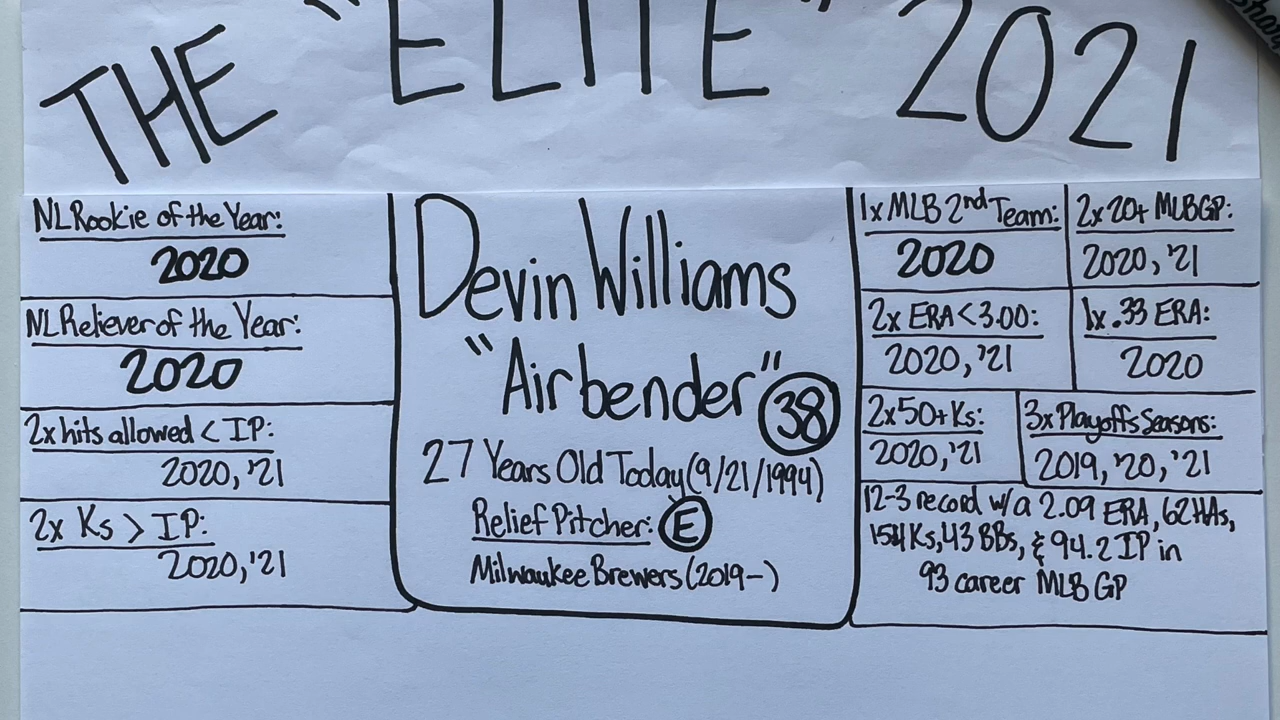 THE "ELITE" 2021
NL Rookie of the Year:
2020
NL Reliever of the Year:
2020
2x hits allowed < IP:
2020, '21
2x Ks > IP:
2020, '21
Devin Williams
"Airbender"
38
27 Years Old Today (9/21/1994)
Relief Pitcher: E
Milwaukee Brewers (2019-)
1x MLB 2nd Team:
2020
2x 20+ MLB GP:
2020, '21
2x ERA < 3.00:
2020, '21
1x .33 ERA:
2020
2x 50+ Ks:
2020, '21
3x Playoffs Seasons:
2019, '20, '21
12-3 record w/a 2.09 ERA, 62 HAs,
154 Ks, 43 BBs, & 94.2 IP in
93 career MLB GP